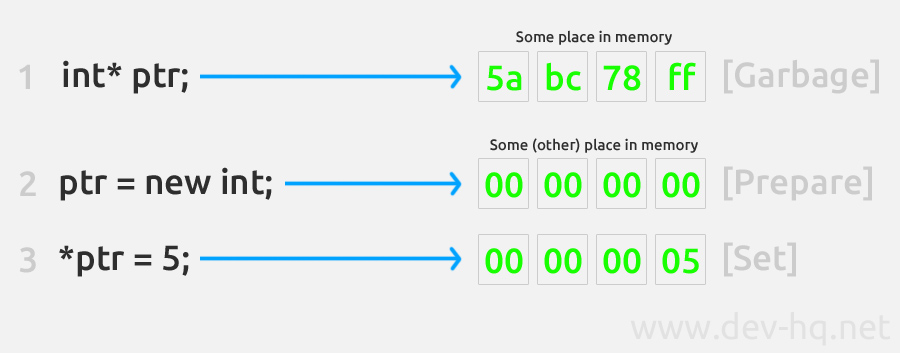 Some place in memory
1 int* ptr; 5a bc 78 ff [Garbage]
Some (other) place in memory
2 ptr = new int; 00 00 00 00 [Prepare]
3 *ptr = 5; 00 00 00 05 [Set]
www.dev-hq.net